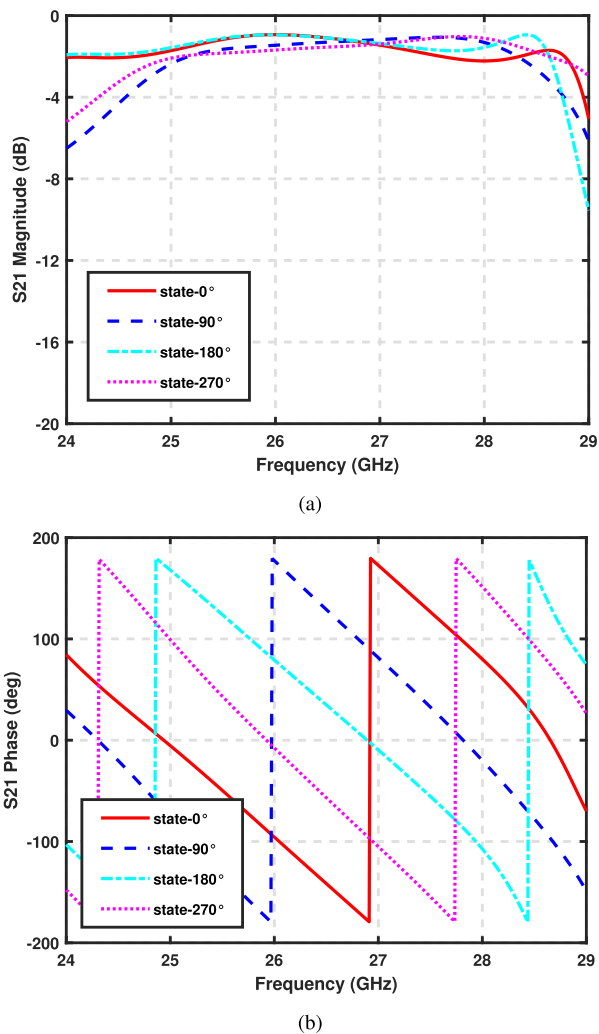 0
-4
-8
-12
-16
-20
S21 Magnitude (dB)
state-0°
state-90°
state-180°
state-270°
24 25 26 27 28 29
Frequency (GHz)
(a)
200
100
0
-100
-200
S21 Phase (deg)
state-0°
state-90°
state-180°
state-270°
24 25 26 27 28 29
Frequency (GHz)
(b)